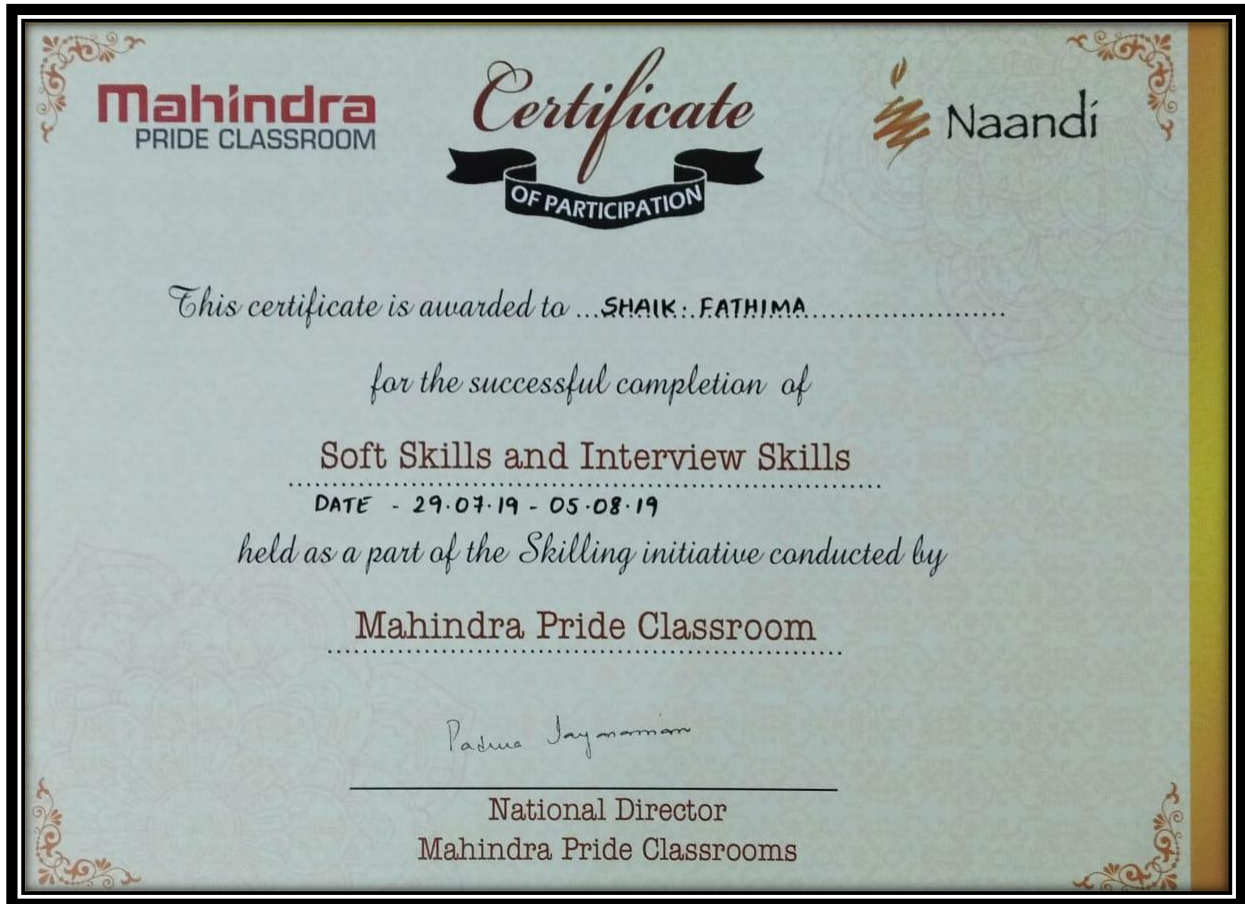 Mahindra
PRIDE CLASSROOM
Certificate
OF PARTICIPATION
Naandi
This certificate is awarded to ...SHAIK. FATHIMA..............................
for the successful completion of
Soft Skills and Interview Skills
DATE - 29.07.19 - 05.08.19
held as a part of the Skilling initiative conducted by
Mahindra Pride Classroom
Padma
National Director
Mahindra Pride Classrooms